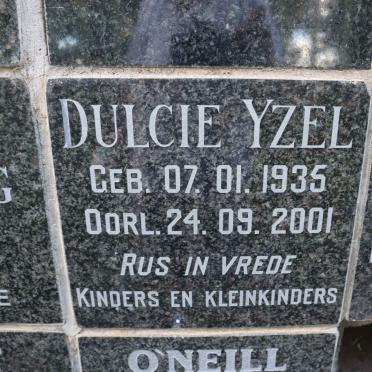 DULCIE YZEL
GEB. 07. 01. 1935
OORL. 24. 09. 2001
RUS IN VREDE
KINDERS EN KLEINKINDERS
O'NEILL